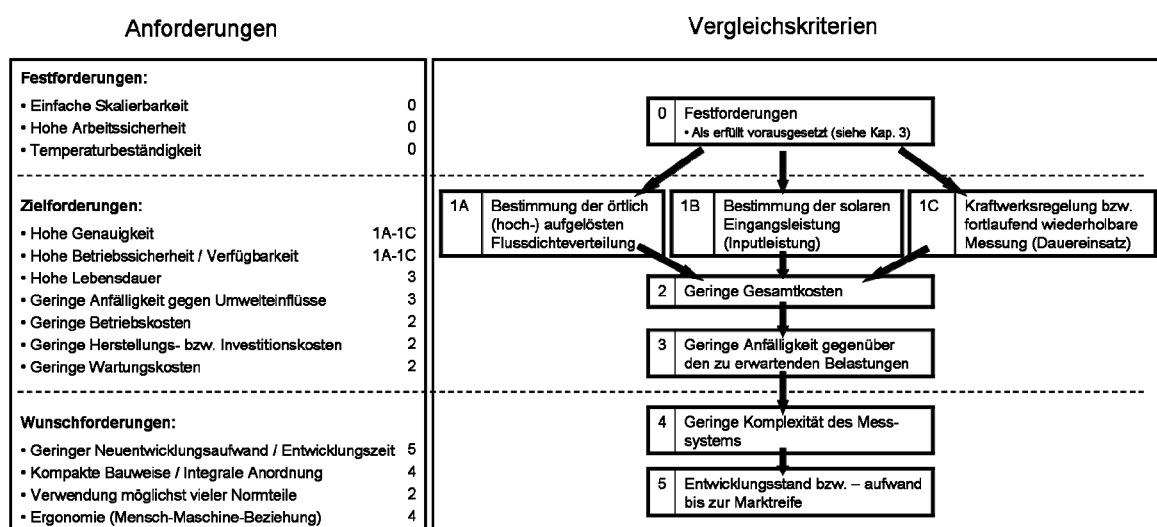 Anforderungen
Festforderungen:
• Einfache Skalierbarkeit 0
• Hohe Arbeitssicherheit 0
• Temperaturbeständigkeit 0
Zielforderungen:
• Hohe Genauigkeit 1A-1C
• Hohe Betriebssicherheit / Verfügbarkeit 1A-1C
• Hohe Lebensdauer 3
• Geringe Anfälligkeit gegen Umwelteinflüsse 3
• Geringe Betriebskosten 2
• Geringe Herstellungs- bzw. Investitionskosten 2
• Geringe Wartungskosten 2
Wunschforderungen:
• Geringer Neuentwicklungsaufwand / Entwicklungszeit 5
• Kompakte Bauweise / Integrale Anordnung 4
• Verwendung möglichst vieler Normteile 2
• Ergonomie (Mensch-Maschine-Beziehung) 4
Vergleichskriterien
0 Festforderungen
• Als erfüllt vorausgesetzt (siehe Kap. 3)
1A Bestimmung der örtlich
(hoch-) aufgelösten
Flussdichteverteilung
1B Bestimmung der solaren
Eingangsleistung
(Inputleistung)
1C Kraftwerksregelung bzw.
fortlaufend wiederholbare
Messung (Dauereinsatz)
2 Geringe Gesamtkosten
3 Geringe Anfälligkeit gegenüber
den zu erwartenden Belastungen
4 Geringe Komplexität des Mess-
systems
5 Entwicklungsstand bzw. – aufwand
bis zur Marktreife